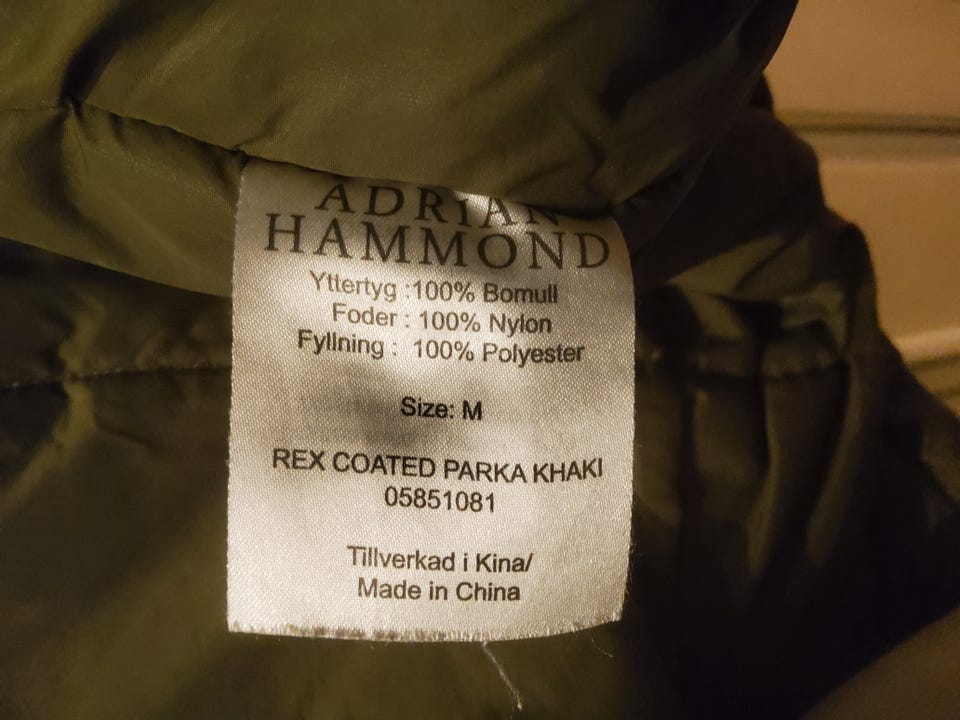 ADRIAN
HAMMOND
Yttertyg :100% Bomull
Foder : 100% Nylon
Fyllning : 100% Polyester
Size: M
REX COATED PARKA KHAKI
05851081
Tillverkad i Kina/
Made in China